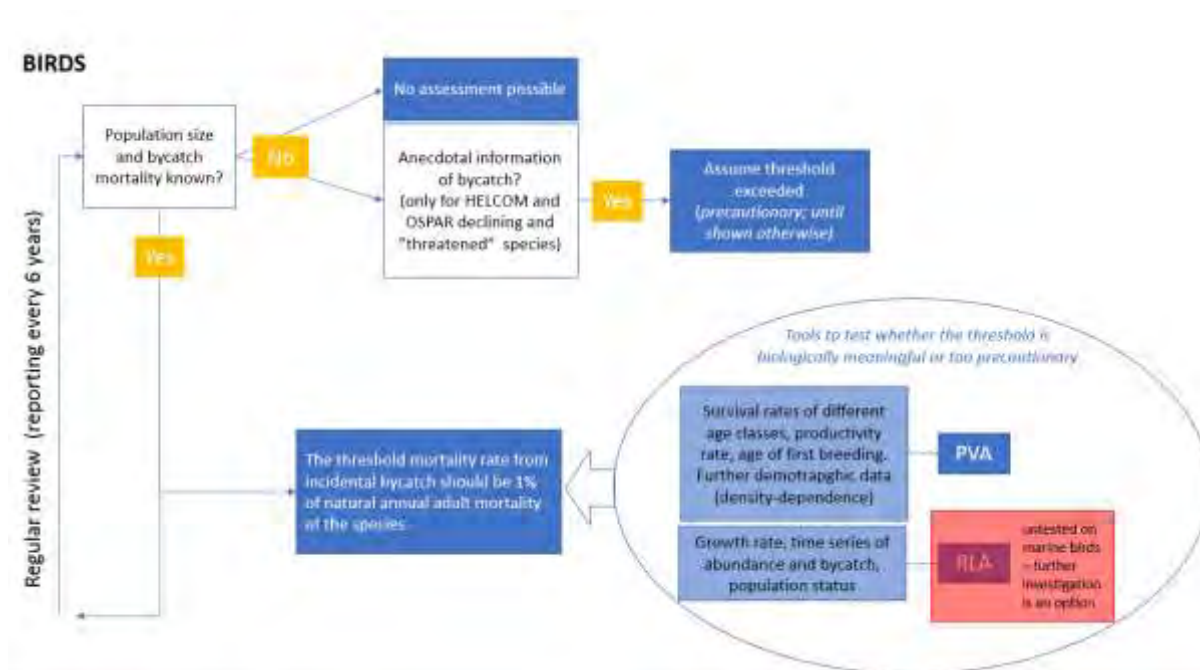 BIRDS
Population size
and bycatch
mortality known?
No
Yes
No assessment possible
Anecdotal information
of bycatch?
(only for HELCOM and
OSPAR declining and
"threatened" species)
Yes
Assume threshold
exceeded
(precautionary; until
shown otherwise)
Regular review (reporting every 6 years)
The threshold mortality rate from
incidental bycatch should be 1%
of natural annual adult mortality
of the species
Tools to test whether the threshold is
biologically meaningful or too precautionary
Survival rates of different
age classes, productivity
rate, age of first breeding.
Further demotrapghic data
(density-dependence)
PVA
Growth rate, time series of
abundance and bycatch,
population status
RLA
untested on
marine birds
– further
investigation
is an option